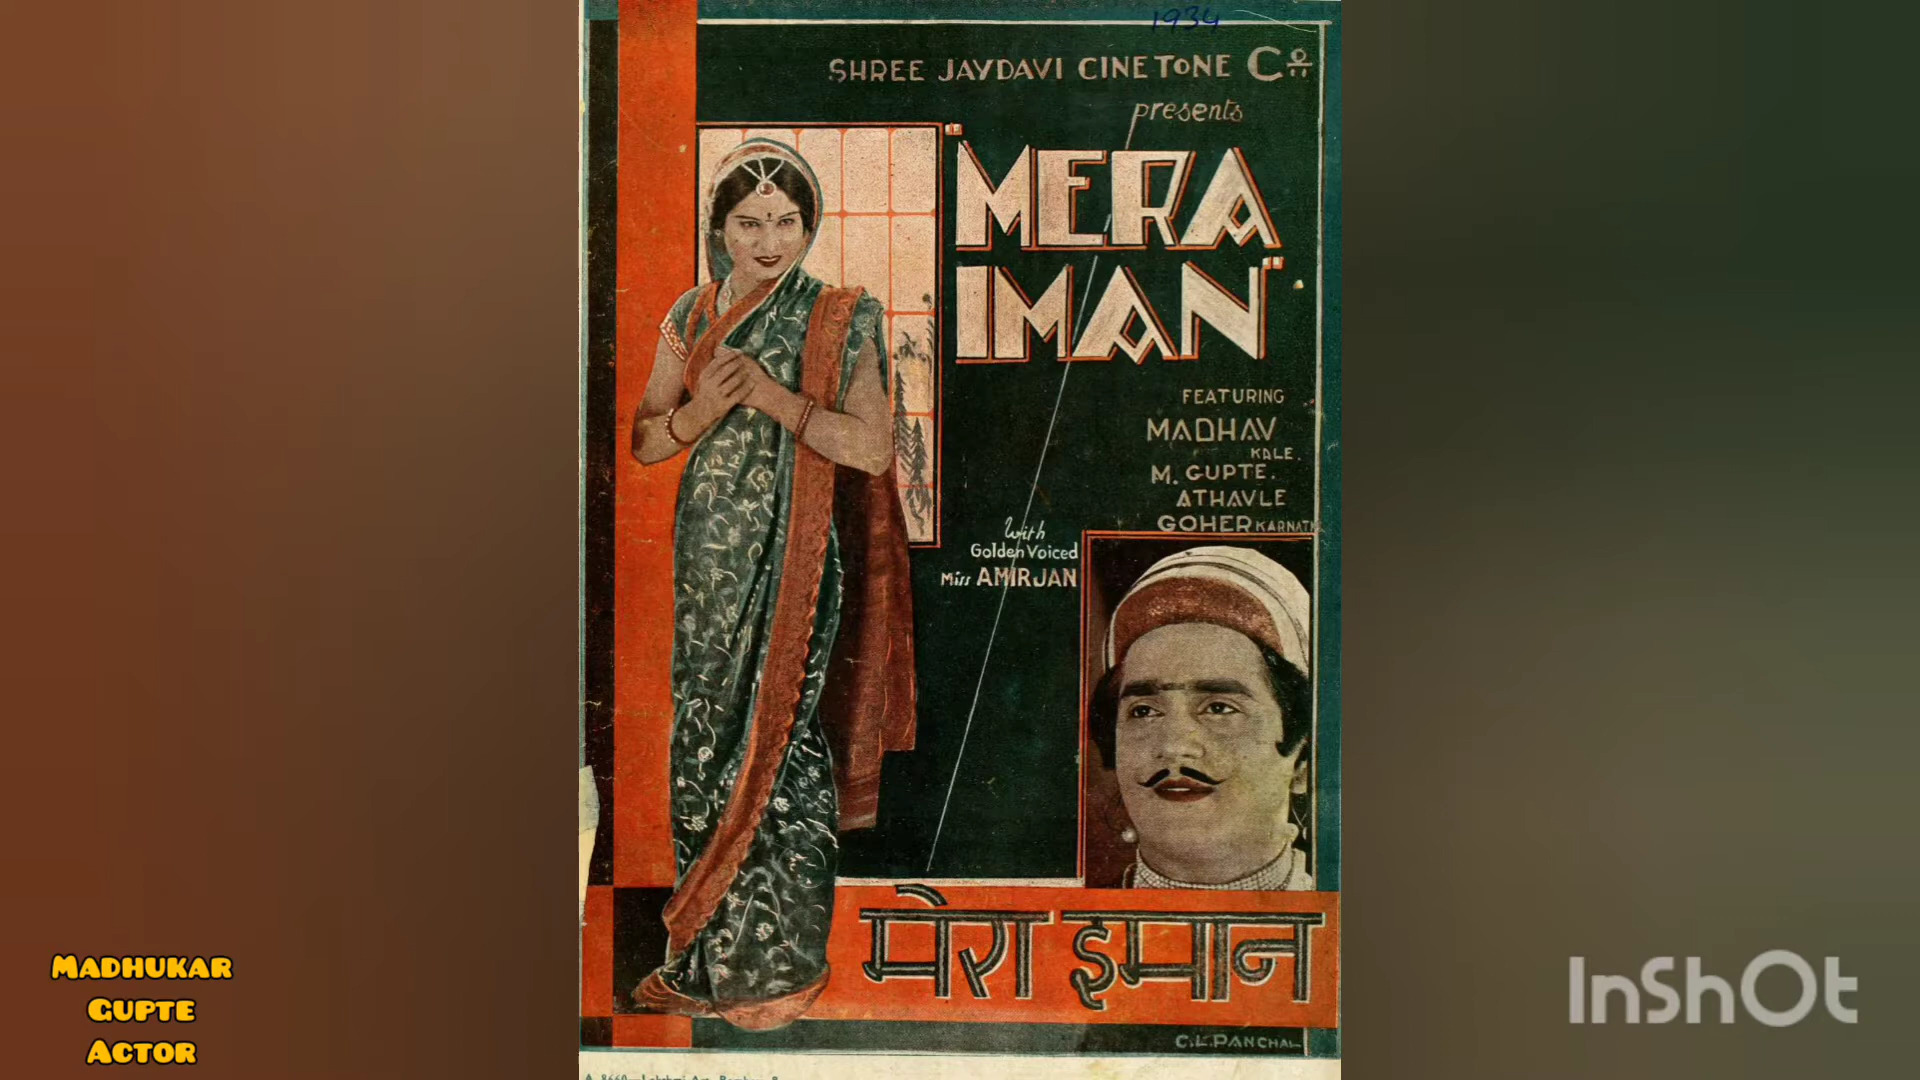 1934
SHREE JAYDAVI CINETONE Co
presents
"MERA
IMAN"
FEATURING
MADHAV
KALE.
M. GUPTE.
ATHAVLE
GOHER KARNATKI
With
Golden Voiced
Miss AMIRJAN
मेरा इमान
C.L.PANCHAL
MADHUKAR
GUPTE
ACTOR
InShOt